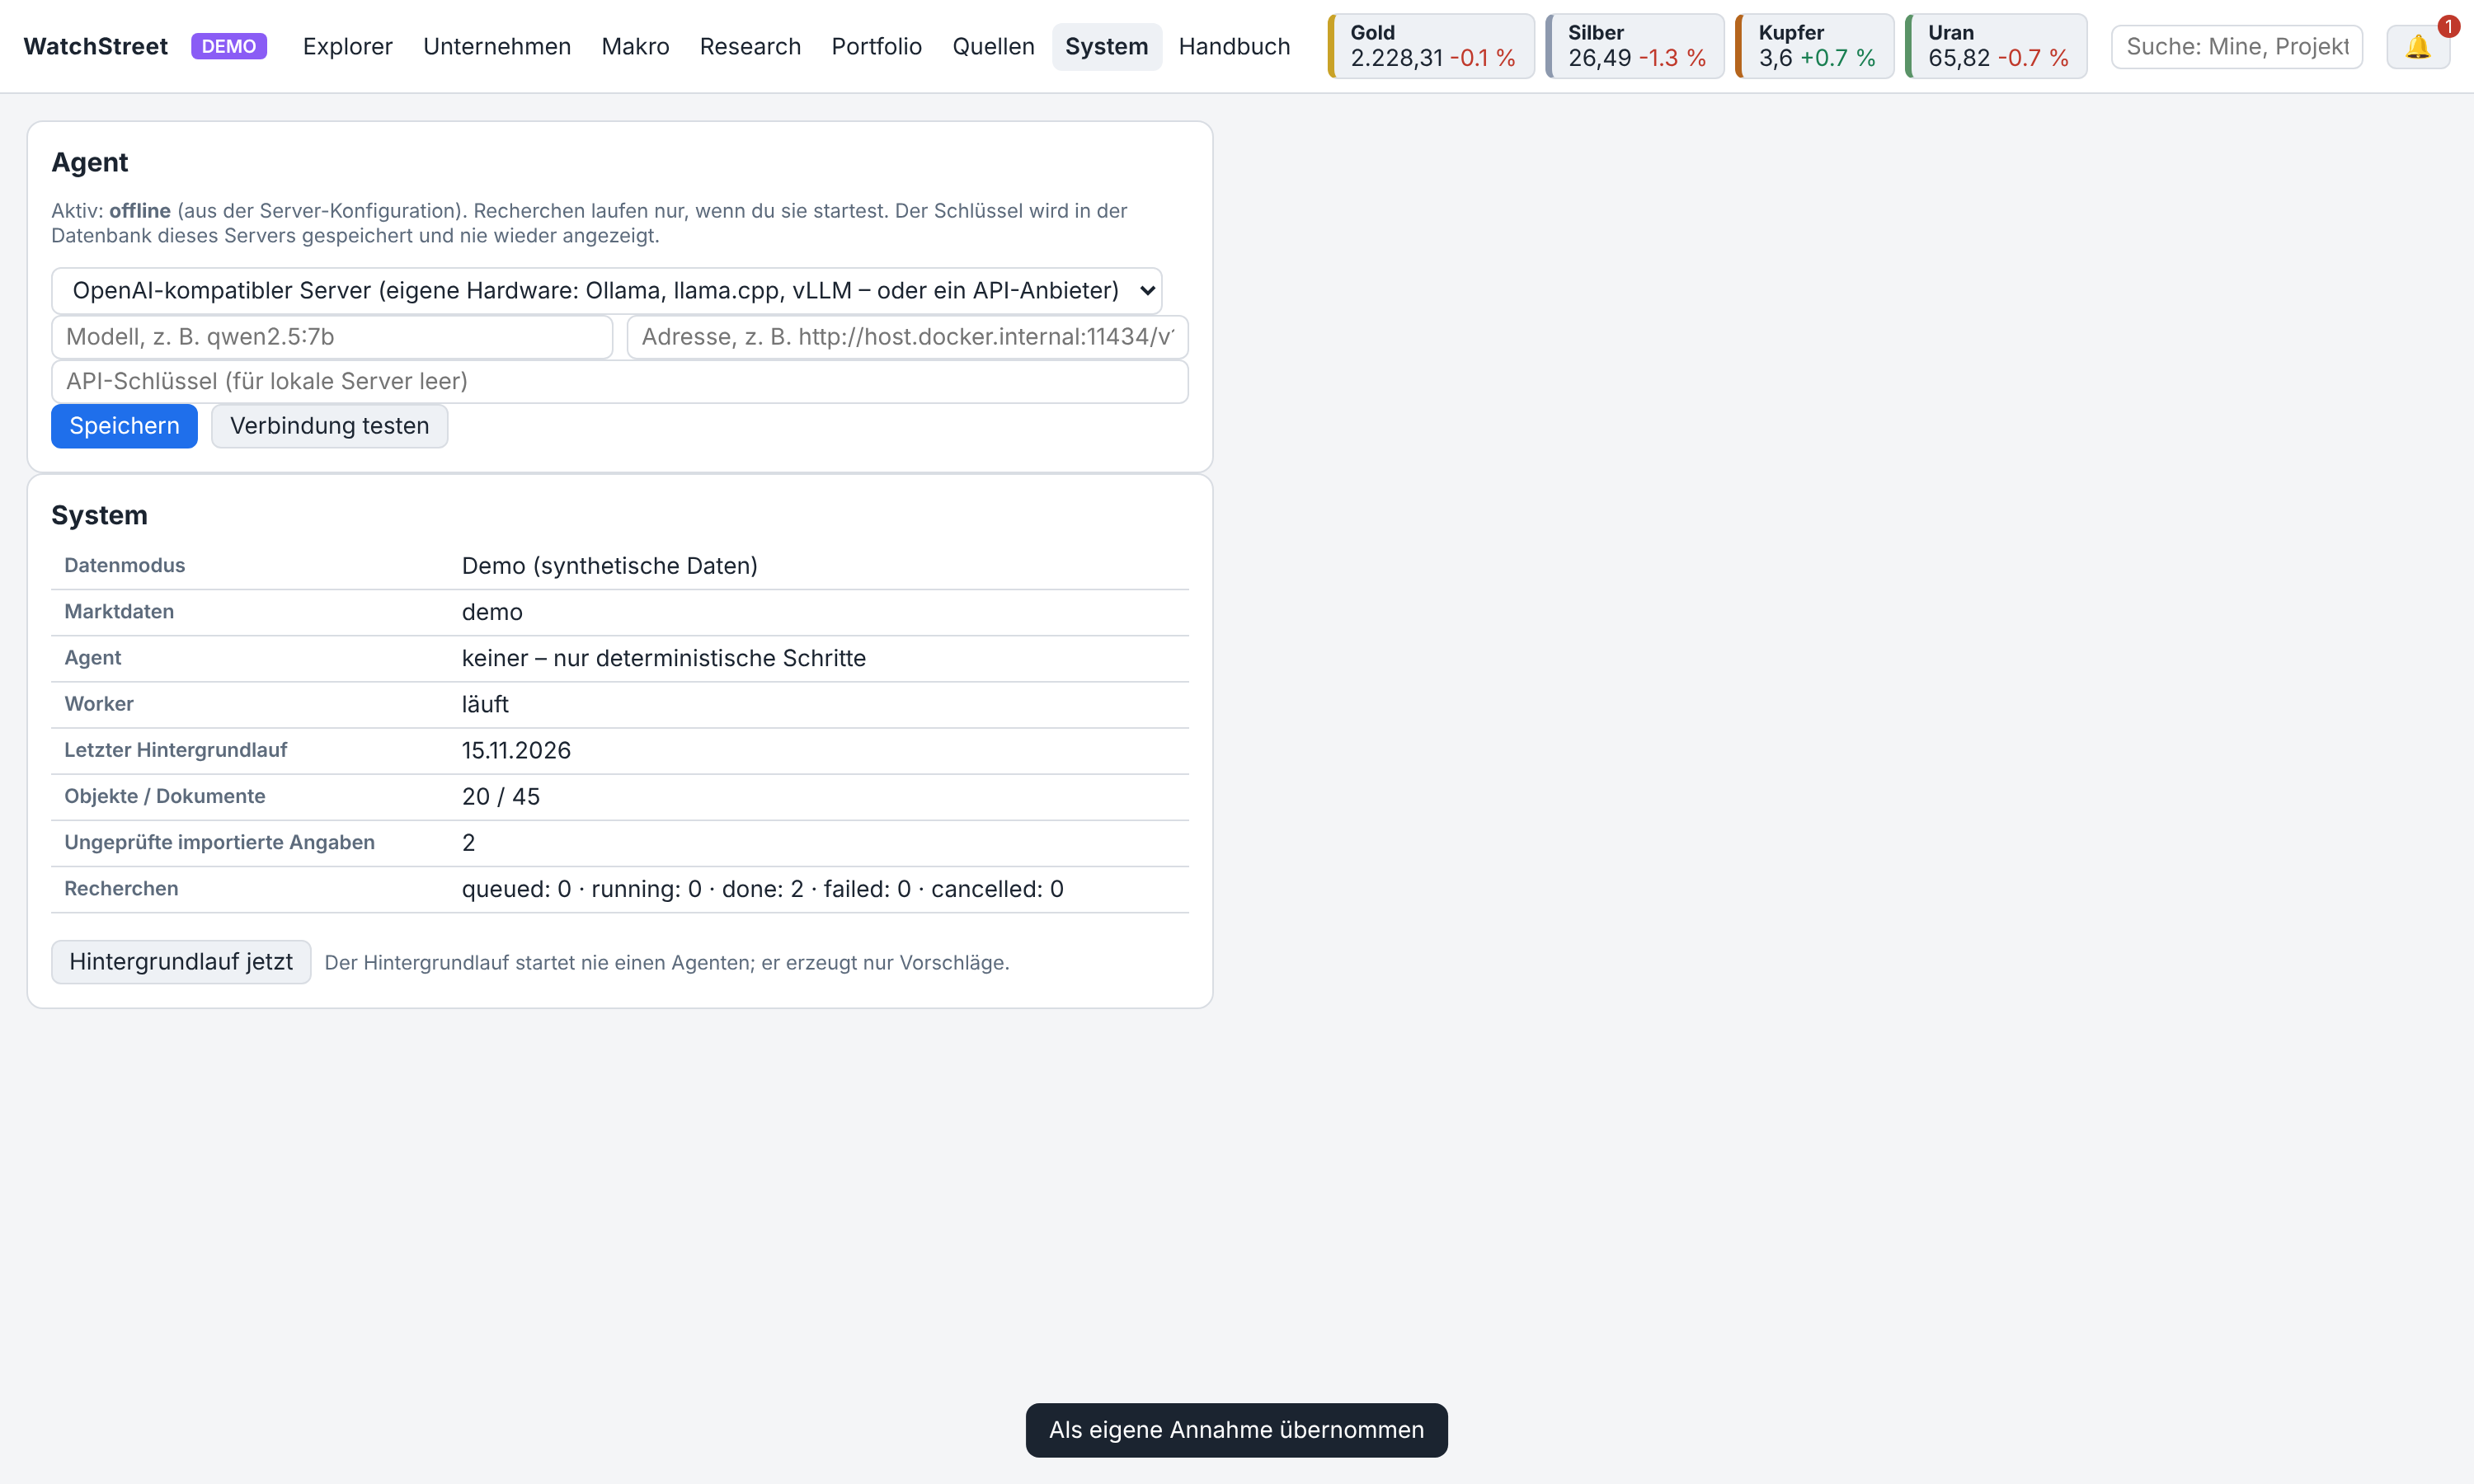 WatchStreet DEMO Explorer Unternehmen Makro Research Portfolio Quellen System Handbuch
Gold
2.228,31 -0.1 %
Silber
26,49 -1.3 %
Kupfer
3,6 +0.7 %
Uran
65,82 -0.7 %
Suche: Mine, Projekt
1
Agent
Aktiv: offline (aus der Server-Konfiguration). Recherchen laufen nur, wenn du sie startest. Der Schlüssel wird in der
Datenbank dieses Servers gespeichert und nie wieder angezeigt.
OpenAI-kompatibler Server (eigene Hardware: Ollama, llama.cpp, vLLM – oder ein API-Anbieter)
Modell, z. B. qwen2.5:7b
Adresse, z. B. http://host.docker.internal:11434/v
API-Schlüssel (für lokale Server leer)
Speichern Verbindung testen
System
Datenmodus Demo (synthetische Daten)
Marktdaten demo
Agent keiner – nur deterministische Schritte
Worker läuft
Letzter Hintergrundlauf 15.11.2026
Objekte / Dokumente 20 / 45
Ungeprüfte importierte Angaben 2
Recherchen queued: 0 · running: 0 · done: 2 · failed: 0 · cancelled: 0
Hintergrundlauf jetzt Der Hintergrundlauf startet nie einen Agenten; er erzeugt nur Vorschläge.
Als eigene Annahme übernommen